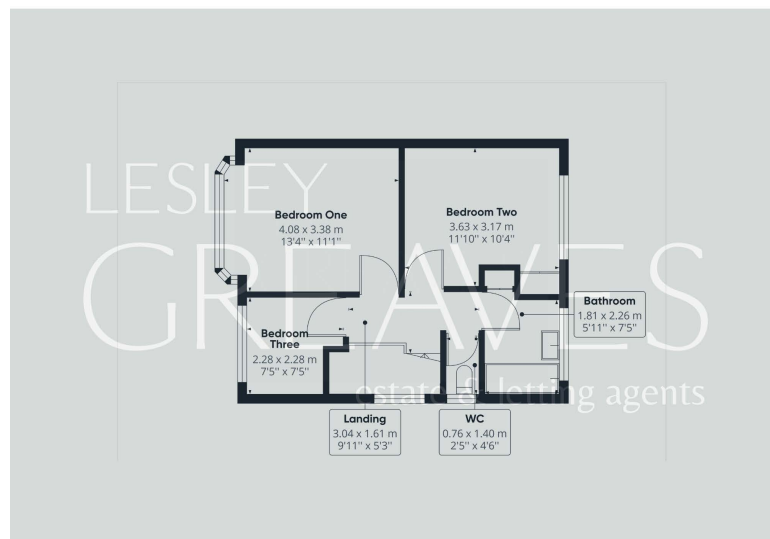 LESLEY
GREAVES
estate & letting agents
Bedroom One
4.08 x 3.38 m
13'4" x 11'1"
Bedroom Two
3.63 x 3.17 m
11'10" x 10'4"
Bedroom
Three
2.28 x 2.28 m
7'5" x 7'5"
Bathroom
1.81 x 2.26 m
5'11" x 7'5"
Landing
3.04 x 1.61 m
9'11" x 5'3"
WC
0.76 x 1.40 m
2'5" x 4'6"